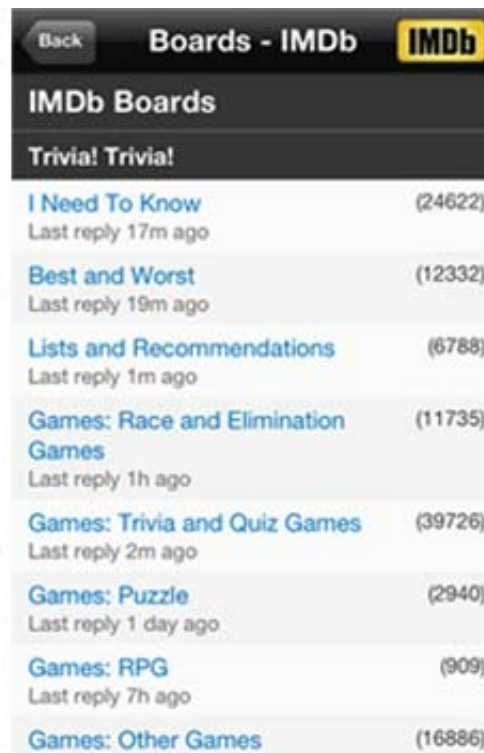 Back Boards - IMDb IMDb
IMDb Boards
Trivia! Trivia!
I Need To Know (24622)
Last reply 17m ago
Best and Worst (12332)
Last reply 19m ago
Lists and Recommendations (6788)
Last reply 1m ago
Games: Race and Elimination (11735)
Games
Last reply 1h ago
Games: Trivia and Quiz Games (39726)
Last reply 2m ago
Games: Puzzle (2940)
Last reply 1 day ago
Games: RPG (909)
Last reply 7h ago
Games: Other Games (16886)